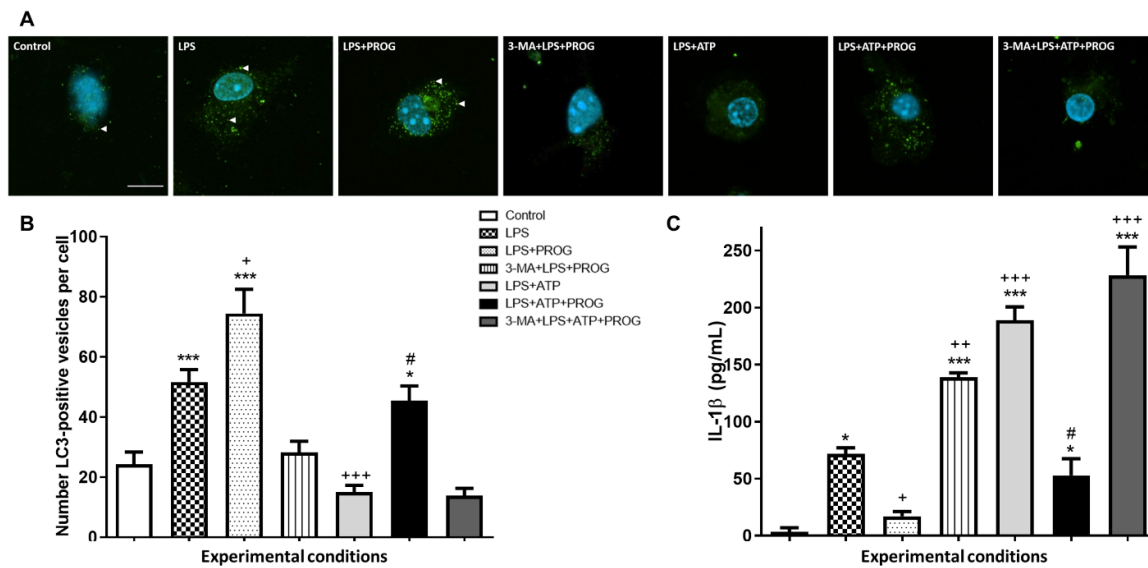 A
Control
LPS
LPS+PROG
3-MA+LPS+PROG
LPS+ATP
LPS+ATP+PROG
3-MA+LPS+ATP+PROG
B
Number LC3-positive vesicles per cell
100
80
60
40
20
0
***
+
***
+++
#
*
Experimental conditions
Control
LPS
LPS+PROG
3-MA+LPS+PROG
LPS+ATP
LPS+ATP+PROG
3-MA+LPS+ATP+PROG
C
IL-1β (pg/mL)
250
200
150
100
50
0
*
+
++
***
+++
***
#
*
+++
***
Experimental conditions